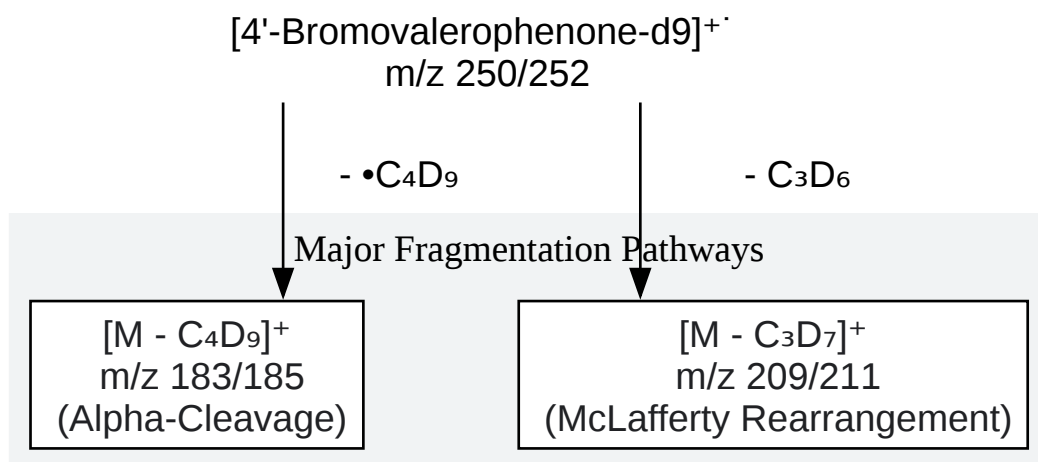 [4'-Bromovalerophenone-d9]⁺˙
m/z 250/252
- •C₄D₉
- C₃D₆
Major Fragmentation Pathways
[M - C₄D₉]⁺
m/z 183/185
(Alpha-Cleavage)
[M - C₃D₇]⁺
m/z 209/211
(McLafferty Rearrangement)